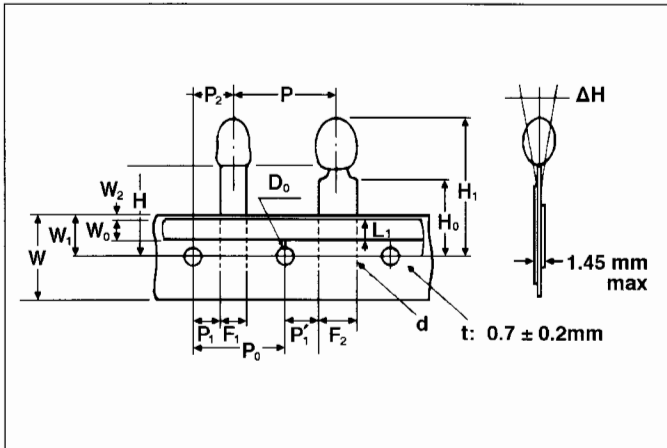 P₂ P
ΔH
D₀
W₂ H
W₁ W₀
W
L₁
H₀ H₁
1.45 mm
max
P₁ F₁ P₁′ F₂ d
P₀
t: 0.7 ± 0.2mm